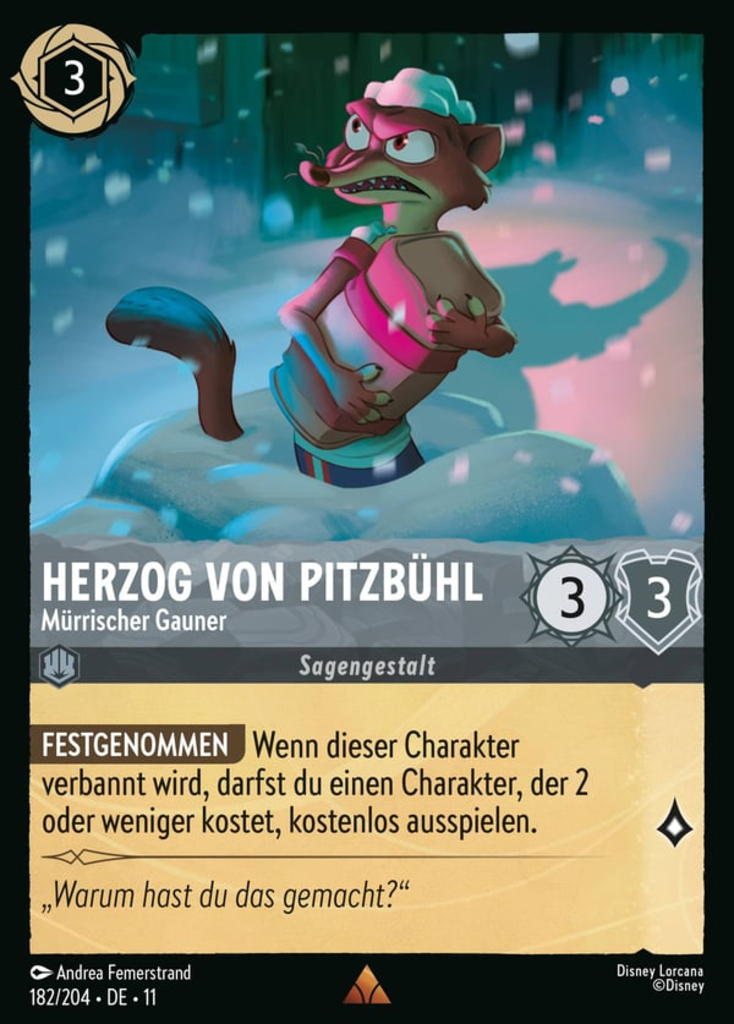 3
HERZOG VON PITZBÜHL
Mürrischer Gauner
3
3
Sagengestalt
FESTGENOMMEN Wenn dieser Charakter
verbannt wird, darfst du einen Charakter, der 2
oder weniger kostet, kostenlos ausspielen.
„Warum hast du das gemacht?“
Andrea Femerstrand
182/204 • DE • 11
Disney Lorcana
©Disney